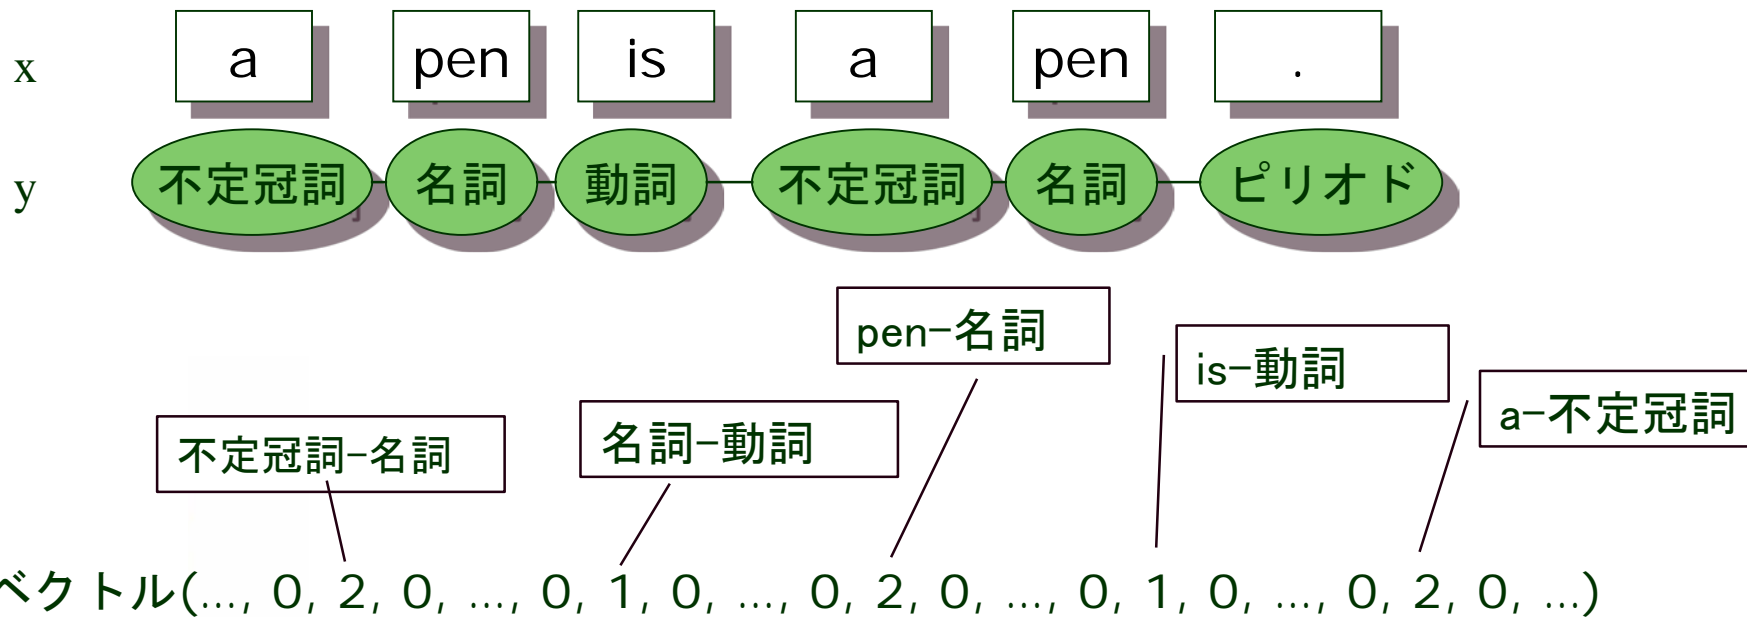 x a pen is a pen .
y 不定冠詞 名詞 動詞 不定冠詞 名詞 ピリオド
pen-名詞
is-動詞
a-不定冠詞
不定冠詞-名詞
名詞-動詞
ベクトル(..., 0, 2, 0, ..., 0, 1, 0, ..., 0, 2, 0, ..., 0, 1, 0, ..., 0, 2, 0, ...)